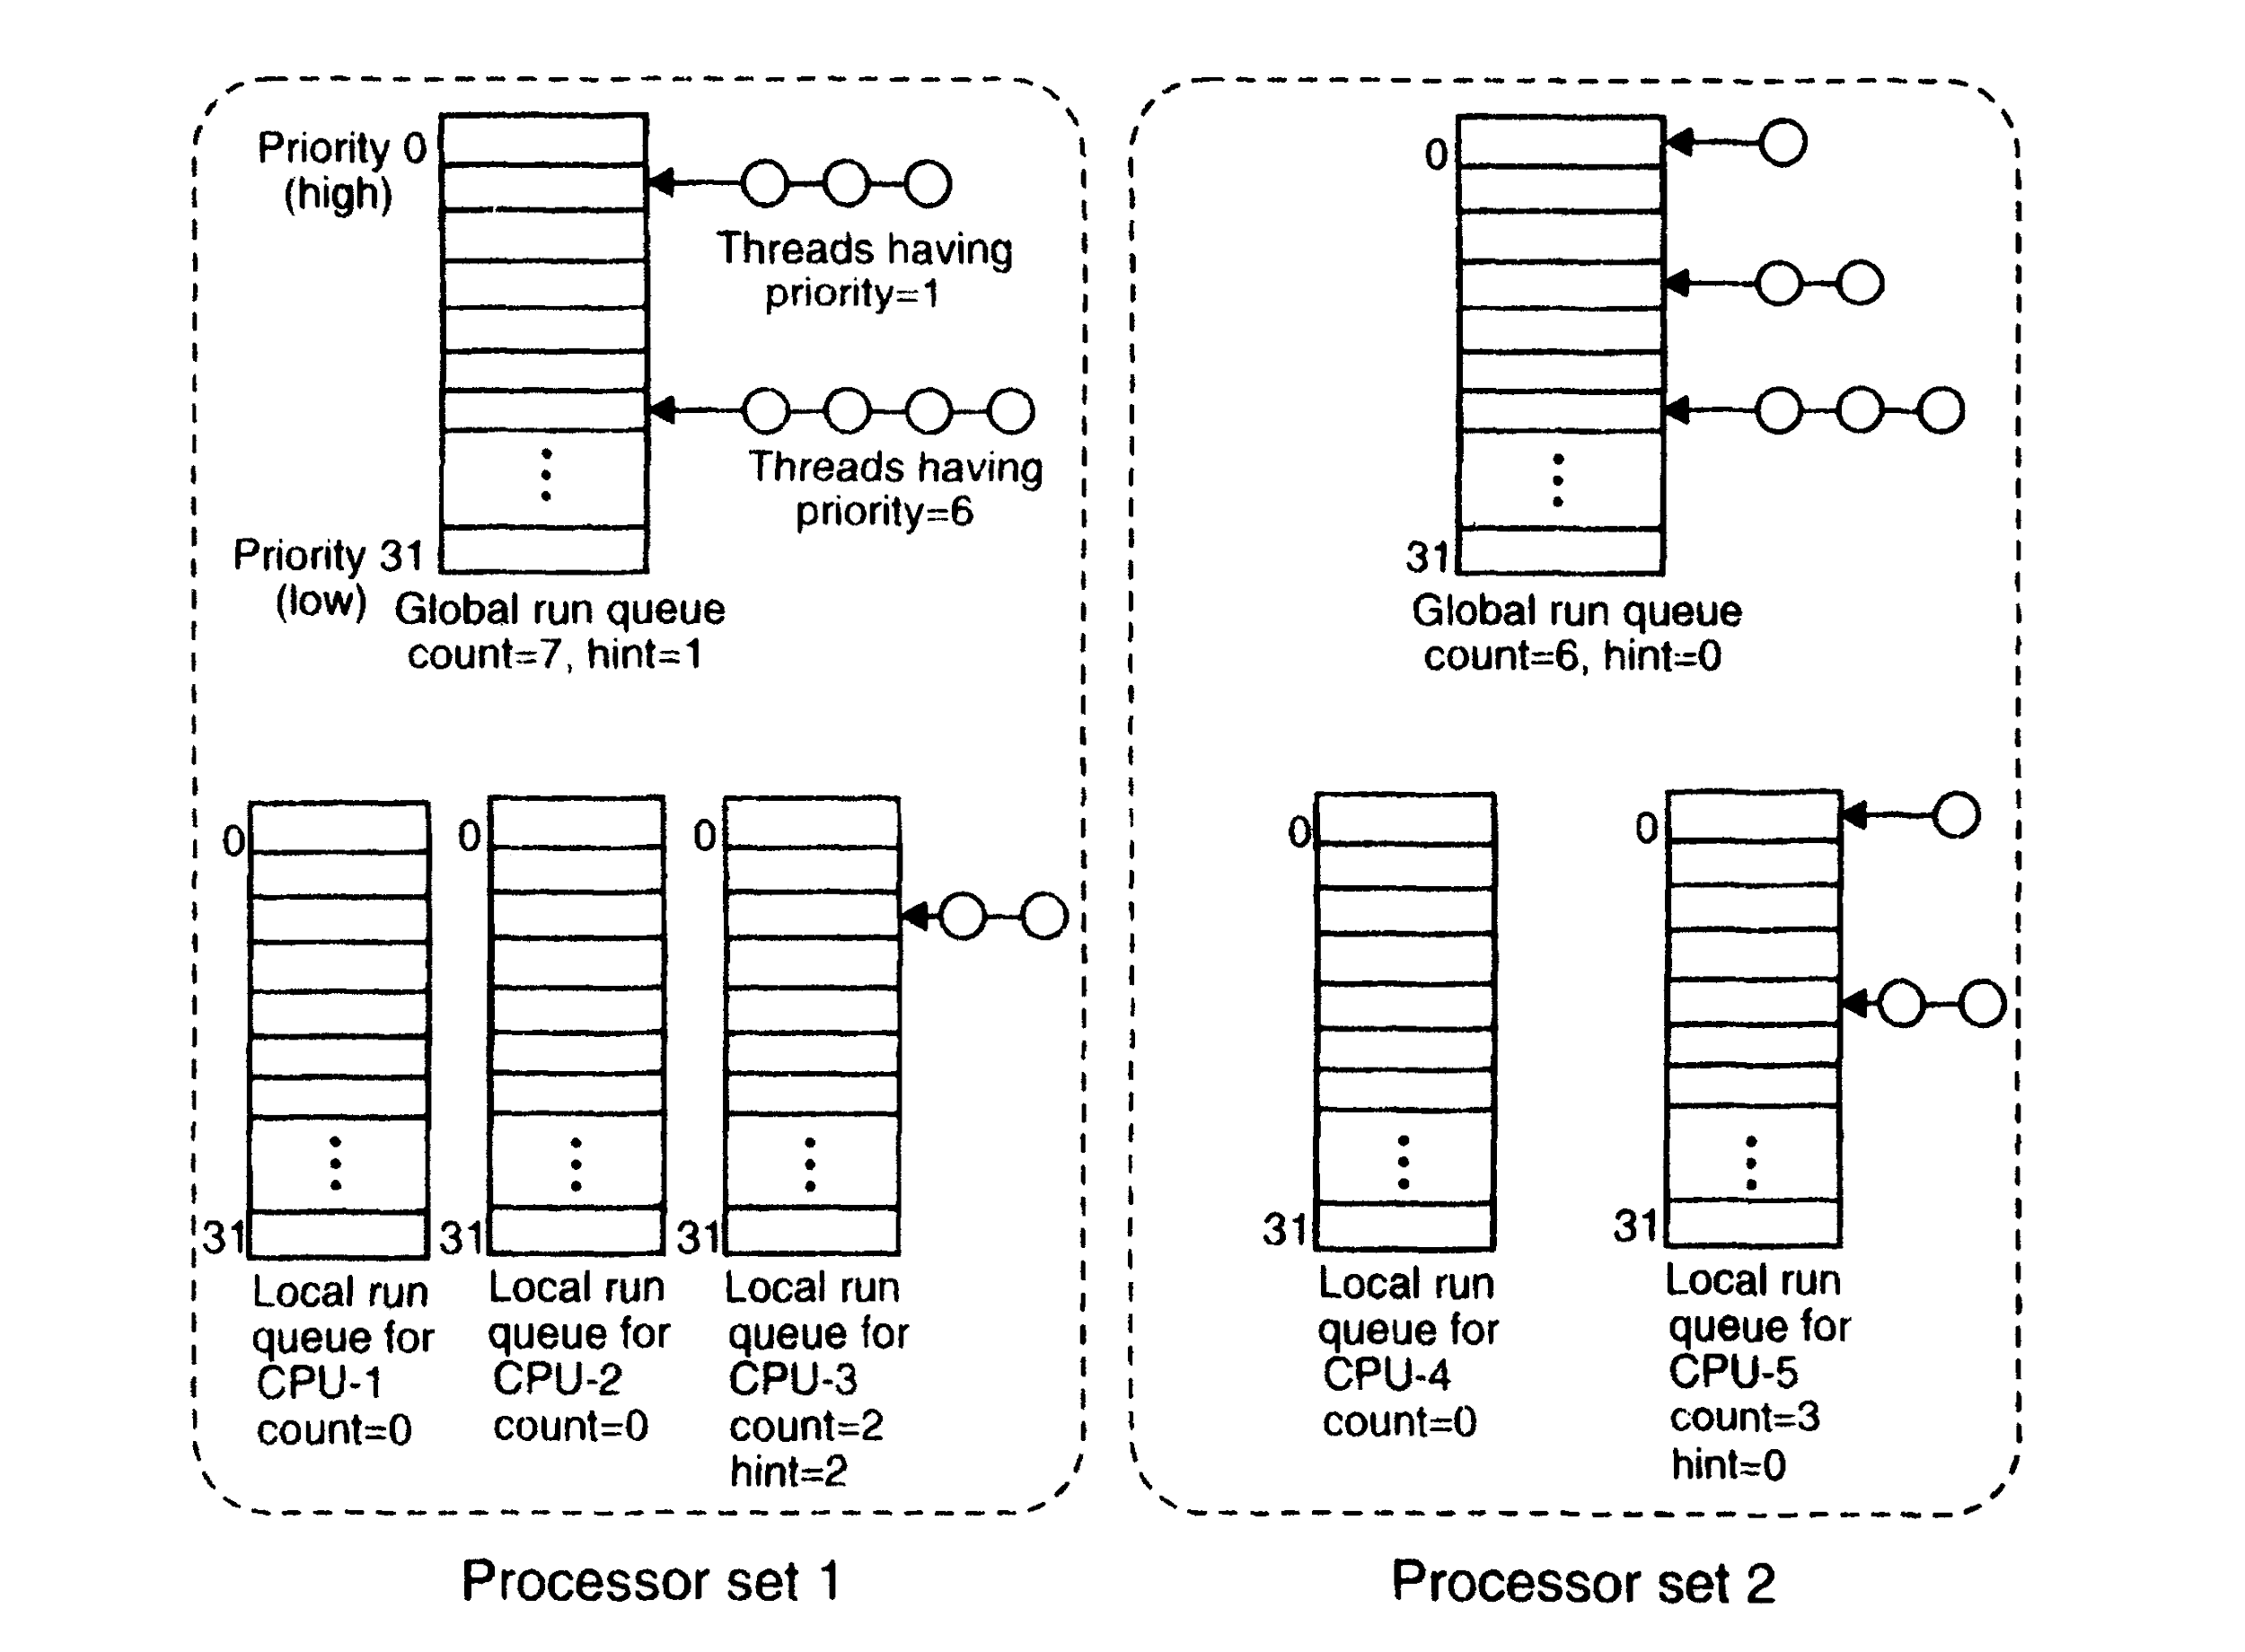 Priority 0
(high)
Threads having
priority=1
Threads having
priority=6
Priority 31
(low)
Global run queue
count=7, hint=1
0
31
Local run
queue for
CPU-1
count=0
0
31
Local run
queue for
CPU-2
count=0
0
31
Local run
queue for
CPU-3
count=2
hint=2
Processor set 1
0
31
Global run queue
count=6, hint=0
0
31
Local run
queue for
CPU-4
count=0
0
31
Local run
queue for
CPU-5
count=3
hint=0
Processor set 2